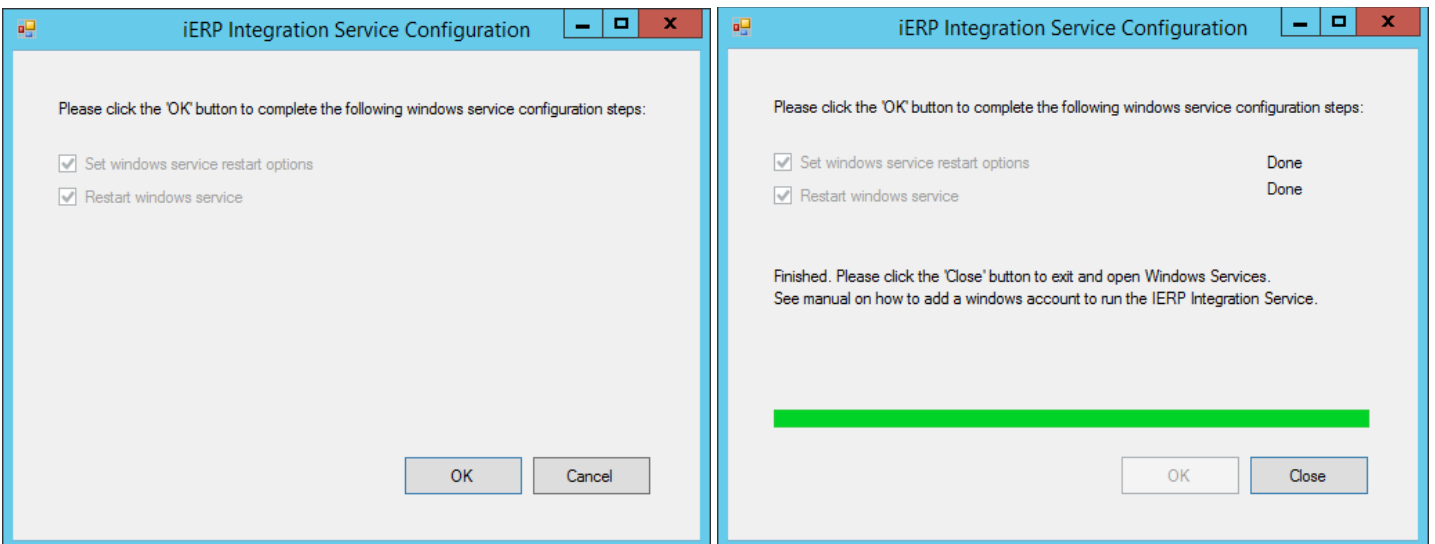 iERP Integration Service Configuration
Please click the 'OK' button to complete the following windows service configuration steps:
Set windows service restart options
Restart windows service
OK
Cancel
iERP Integration Service Configuration
Please click the 'OK' button to complete the following windows service configuration steps:
Set windows service restart options
Done
Restart windows service
Done
Finished. Please click the 'Close' button to exit and open Windows Services.
See manual on how to add a windows account to run the IERP Integration Service.
OK
Close